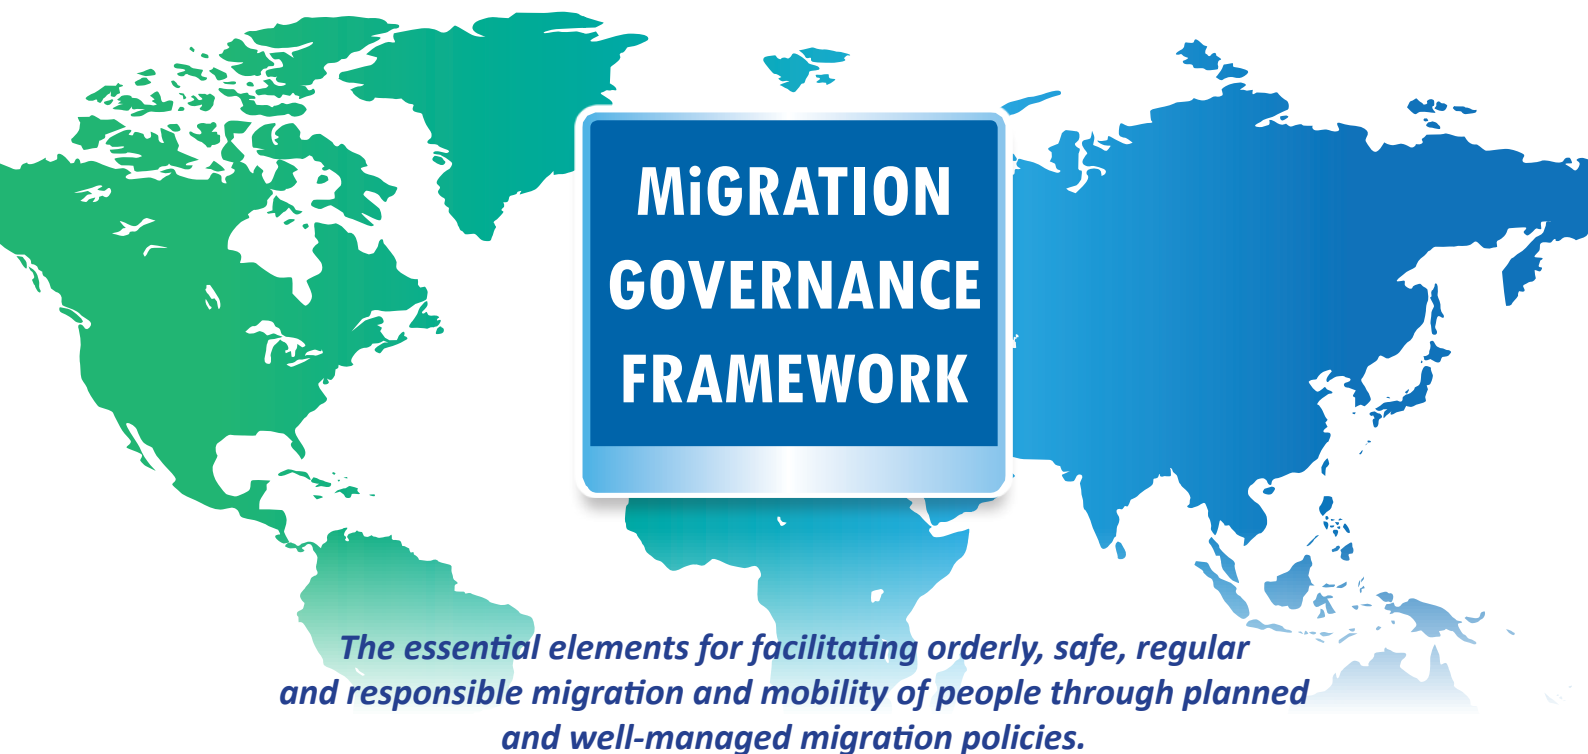 MiGRATION
GOVERNANCE
FRAMEWORK
The essential elements for facilitating orderly, safe, regular
and responsible migration and mobility of people through planned
and well-managed migration policies.